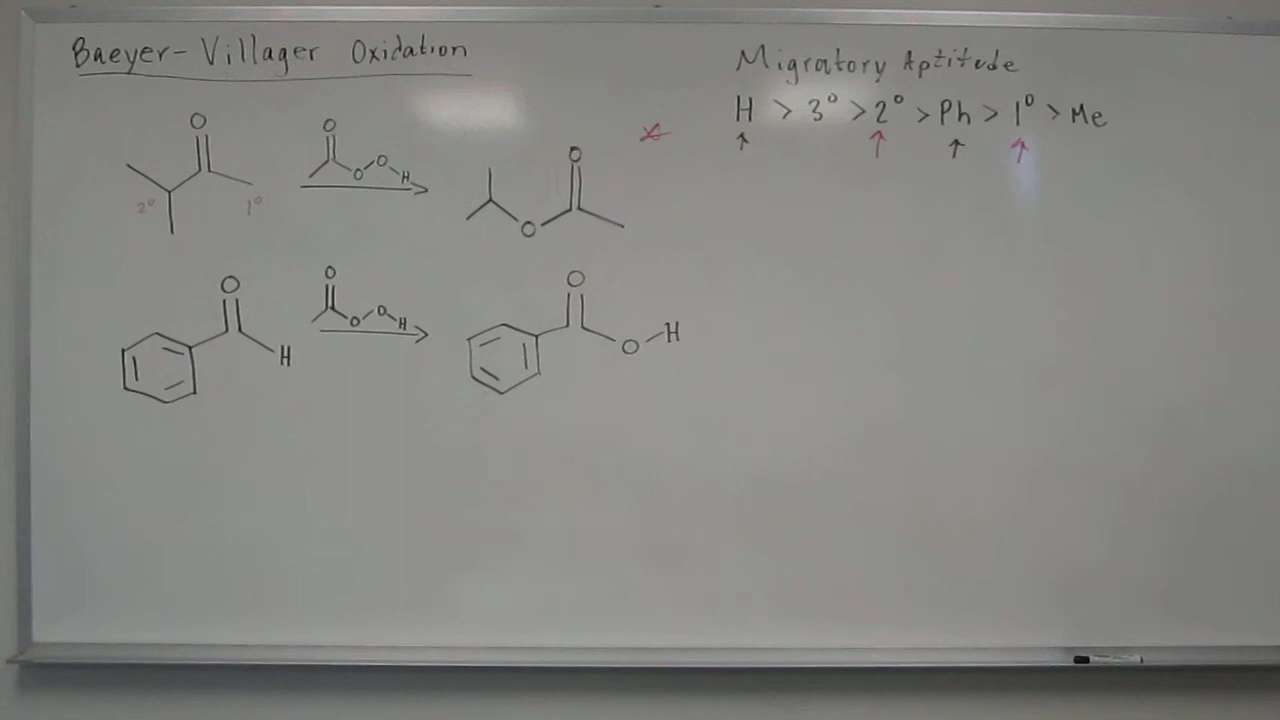 Baeyer-Villager Oxidation
Migratory Aptitude
H > 3° > 2° > Ph > 1° > Me
O
O
O
O
H
O
O
2°
1°
O
O
O
O
H
H
O
O
H